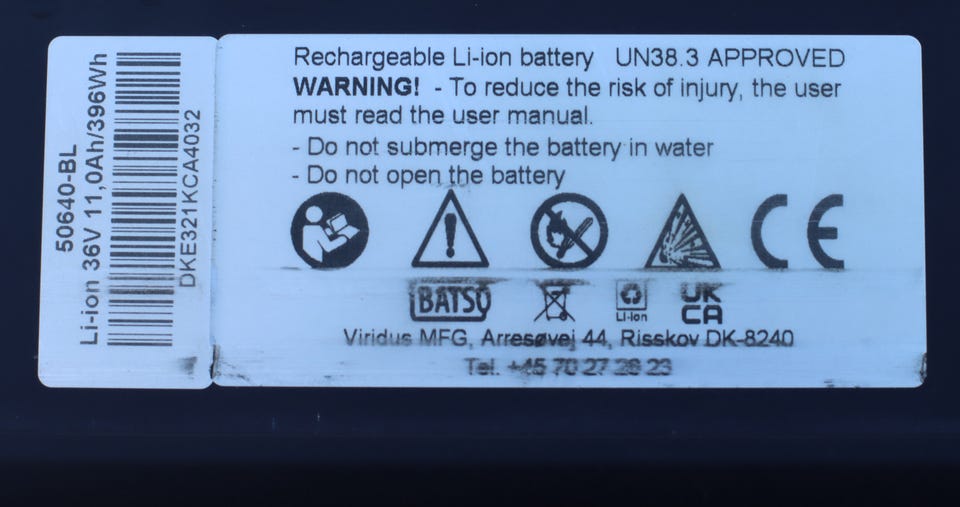 50640-BL
Li-ion 36V 11,0Ah/396Wh
DKE321KCA4032
Rechargeable Li-ion battery UN38.3 APPROVED
WARNING! - To reduce the risk of injury, the user
must read the user manual.
- Do not submerge the battery in water
- Do not open the battery
CE
BATSO
Li-ion
UK
CA
Viridus MFG, Arresøvej 44, Risskov DK-8240
Tel. +45 70 27 28 23